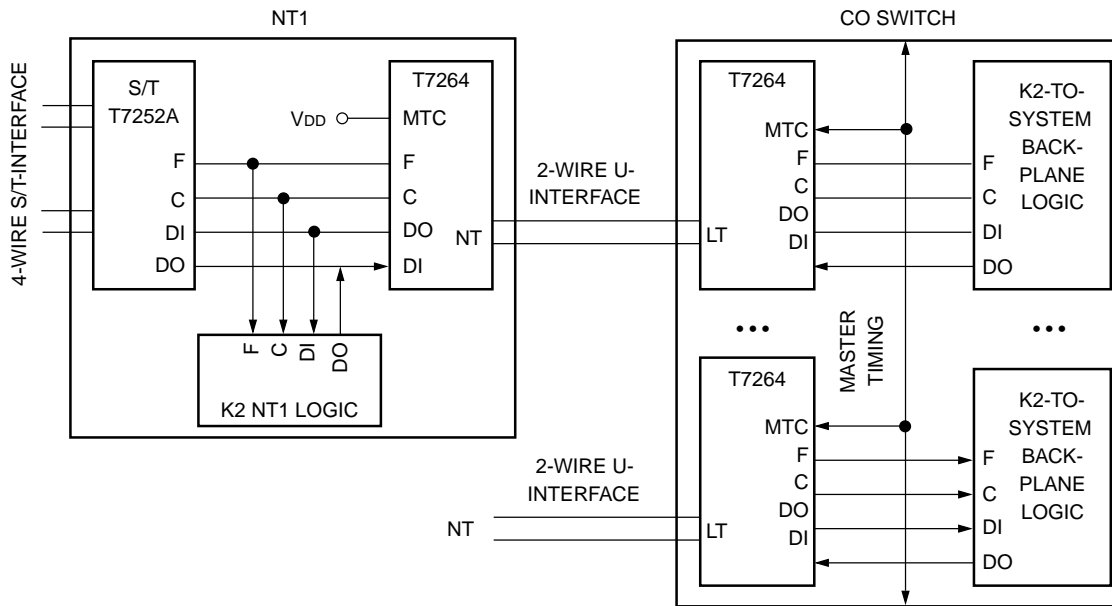 NT1
CO SWITCH
4-WIRE S/T-INTERFACE
S/T
T7252A
F
C
DI
DO
VDD
T7264
MTC
F
C
DO
DI
NT
F
C
DI
DO
K2 NT1 LOGIC
2-WIRE U-
INTERFACE
T7264
MTC
F
C
DO
DI
LT
K2-TO-
SYSTEM
BACK-
PLANE
LOGIC
F
C
DI
DO
•••
MASTER
TIMING
•••
2-WIRE U-
INTERFACE
NT
T7264
MTC
F
C
DO
DI
LT
K2-TO-
SYSTEM
BACK-
PLANE
LOGIC
F
C
DI
DO